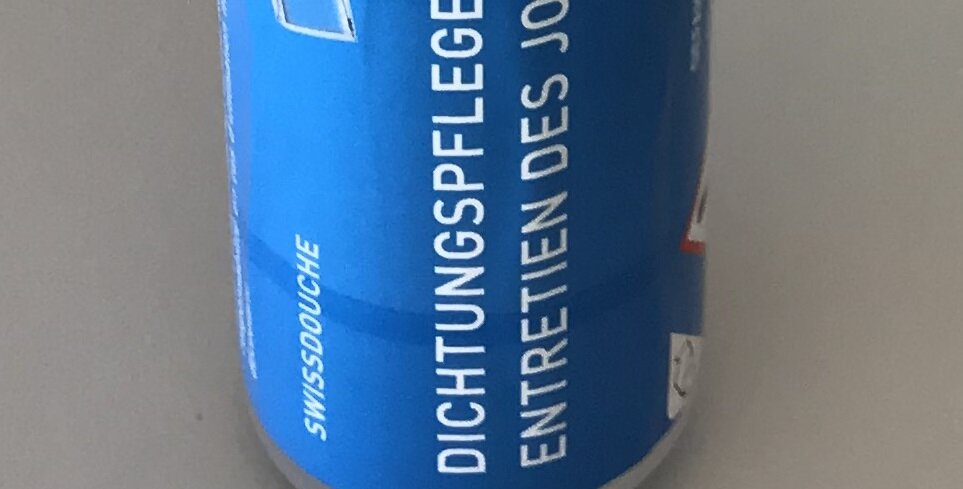 SWISSDOUCHE
DICHTUNGSPFLEGE
ENTRETIEN DES JO